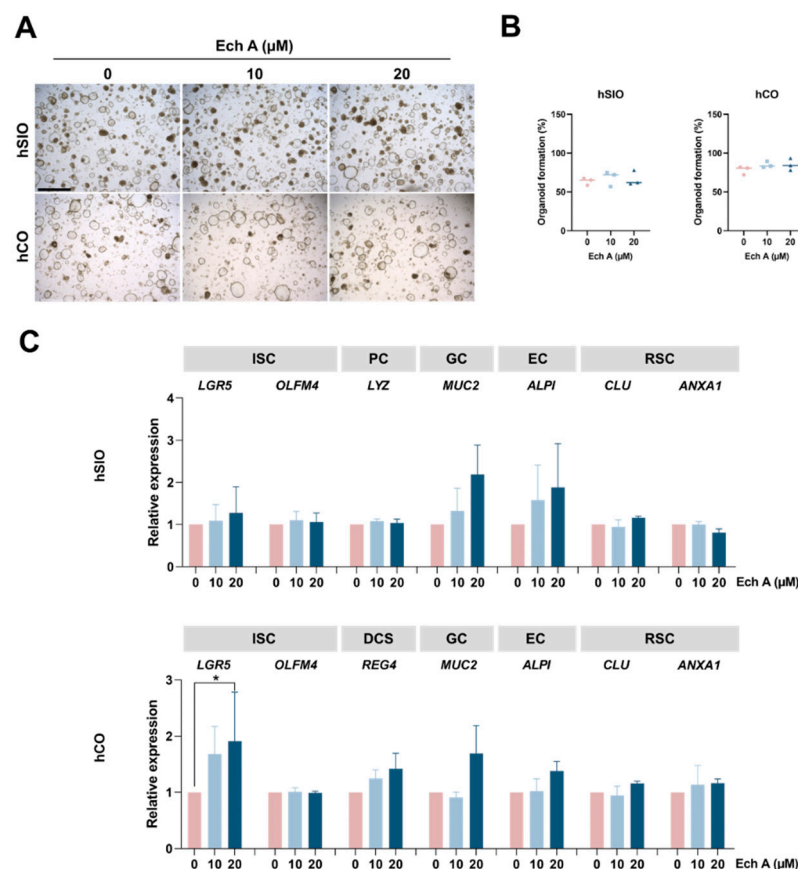 A
Ech A (µM)
0 10 20
hSIO
hCO
B
hSIO
Organoid formation (%)
150
100
50
0
0 10 20
Ech A (µM)
hCO
Organoid formation (%)
150
100
50
0
0 10 20
Ech A (µM)
C
ISC PC GC EC RSC
LGR5 OLFM4 LYZ MUC2 ALPI CLU ANXA1
hSIO
Relative expression
4
3
2
1
0
0 10 20 0 10 20 0 10 20 0 10 20 0 10 20 0 10 20 0 10 20 Ech A (µM)
ISC DCS GC EC RSC
LGR5 OLFM4 REG4 MUC2 ALPI CLU ANXA1
hCO
Relative expression
3
2
1
0
*
0 10 20 0 10 20 0 10 20 0 10 20 0 10 20 0 10 20 0 10 20 Ech A (µM)